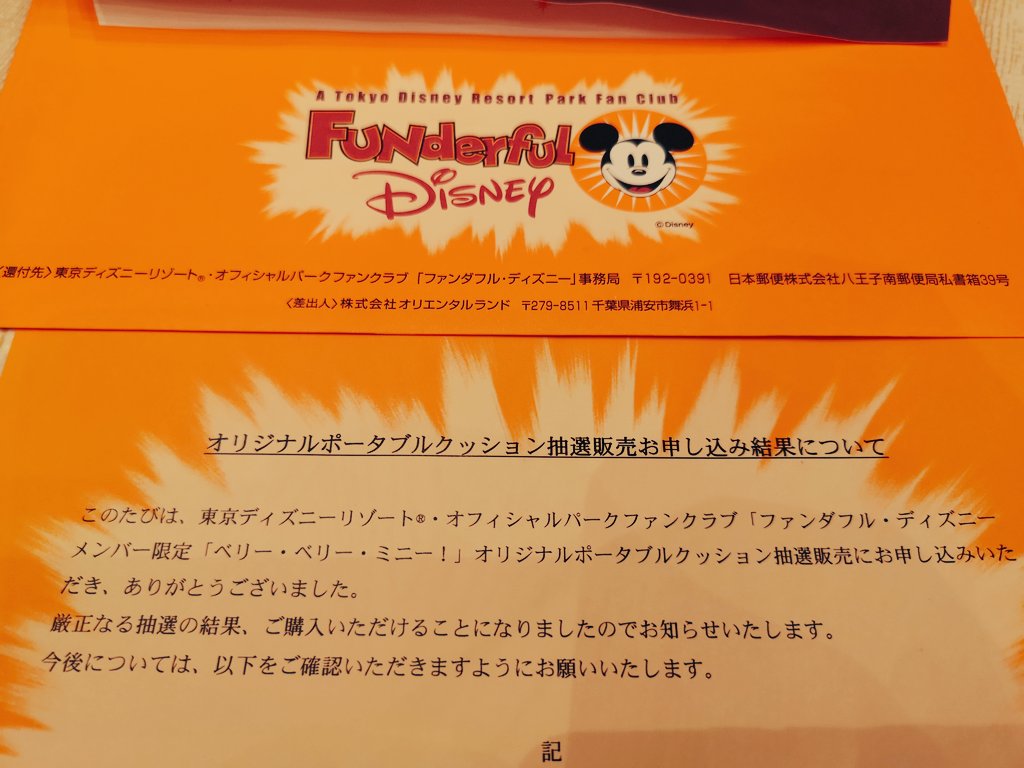 A Tokyo Disney Resort Park Fan Club
FUNderful
Disney
©Disney
〈還付先〉東京ディズニーリゾート®・オフィシャルパークファンクラブ「ファンダフル・ディズニー」事務局 〒192-0391 日本郵便株式会社八王子南郵便局私書箱39号
〈差出人〉株式会社オリエンタルランド 〒279-8511千葉県浦安市舞浜1-1
オリジナルポータブルクッション抽選販売お申し込み結果について
このたびは、東京ディズニーリゾート®・オフィシャルパークファンクラブ「ファンダフル・ディズニー
メンバー限定「ベリー・ベリー・ミニー！」オリジナルポータブルクッション抽選販売にお申し込みいた
だき、ありがとうございました。
厳正なる抽選の結果、ご購入いただけることになりましたのでお知らせいたします。
今後については、以下をご確認いただきますようにお願いいたします。
記